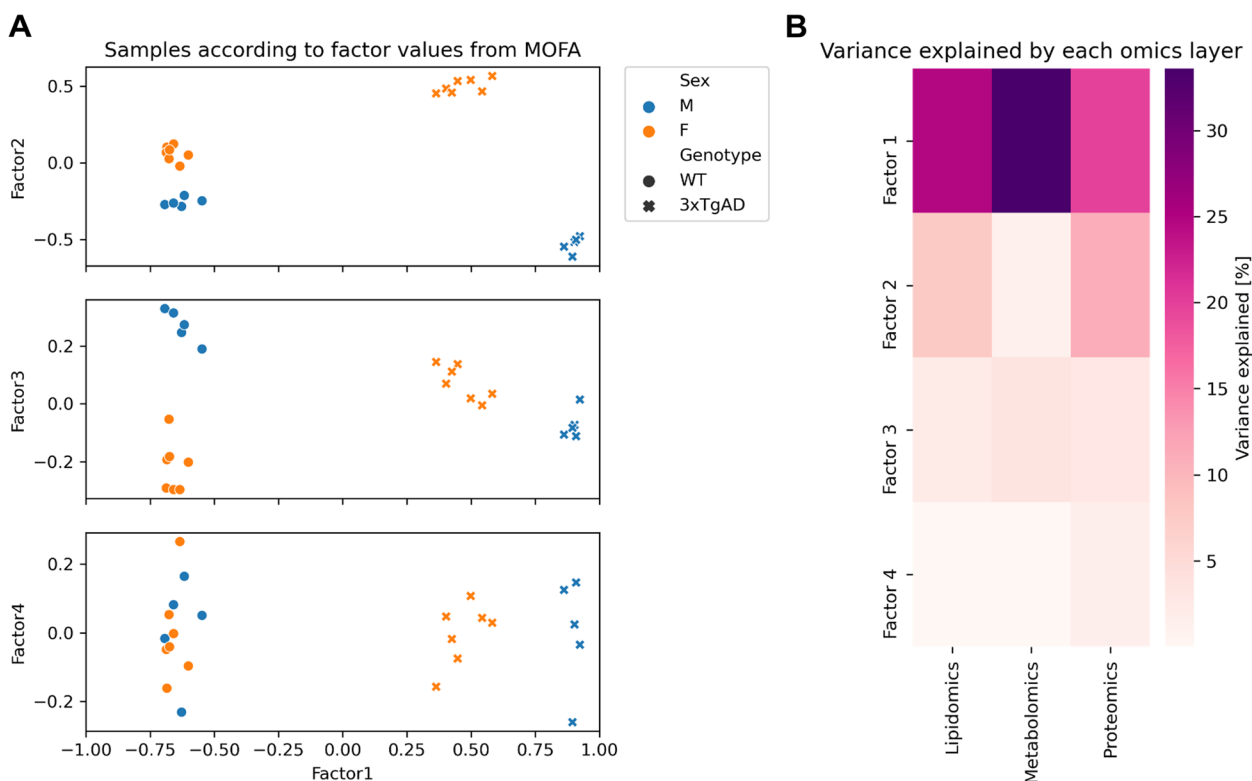 A
Samples according to factor values from MOFA
0.5
0.0
−0.5
Factor2
0.2
0.0
−0.2
Factor3
0.2
0.0
−0.2
Factor4
−1.00 −0.75 −0.50 −0.25 0.00 0.25 0.50 0.75 1.00
Factor1
Sex
M
F
Genotype
WT
3xTgAD
B
Variance explained by each omics layer
Factor 1
Factor 2
Factor 3
Factor 4
Lipidomics
Metabolomics
Proteomics
30
25
20
15
10
5
Variance explained [%]